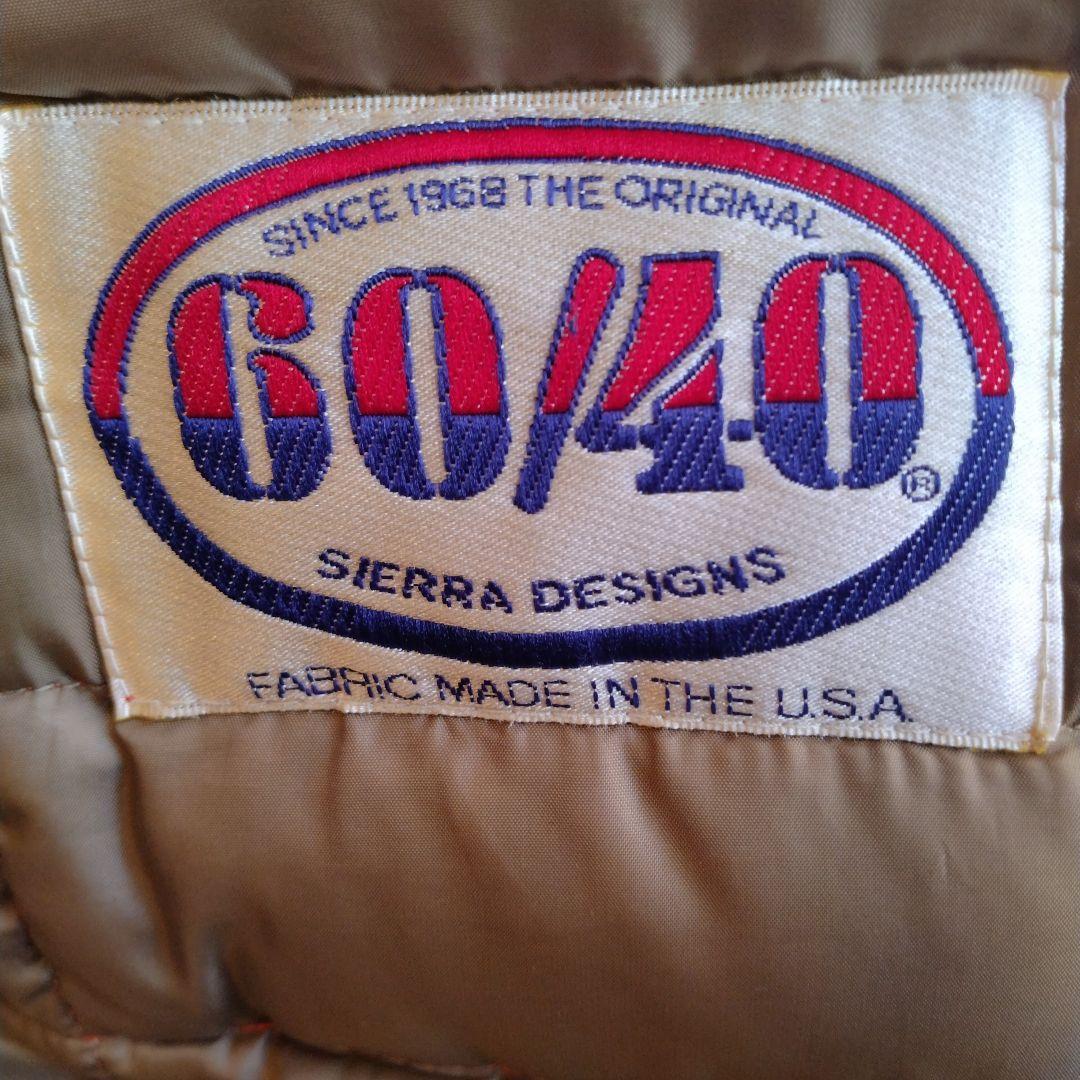 SINCE 1968 THE ORIGINAL
60/40®
SIERRA DESIGNS
FABRIC MADE IN THE U.S.A.